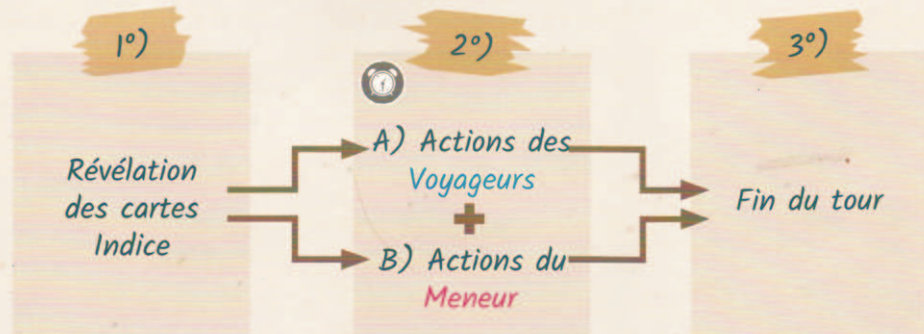 1°)
2°)
3°)
Révélation
des cartes
Indice
A) Actions des
Voyageurs
+
B) Actions du
Meneur
Fin du tour